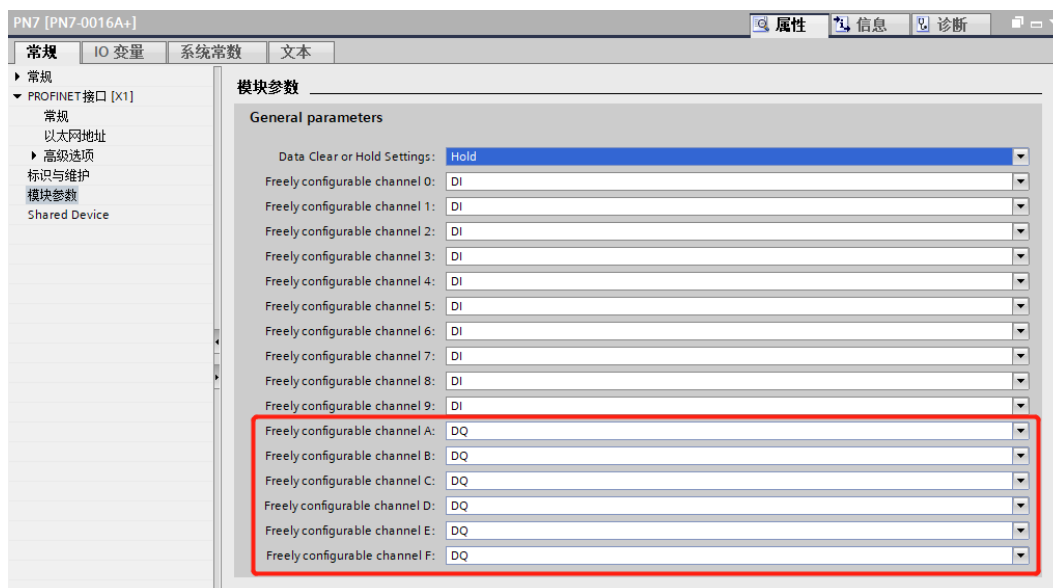 PN7 [PN7-0016A+]
属性
信息
诊断
常规
IO 变量
系统常数
文本
常规
PROFINET接口 [X1]
常规
以太网地址
高级选项
标识与维护
模块参数
Shared Device
模块参数
General parameters
Data Clear or Hold Settings: Hold
Freely configurable channel 0: DI
Freely configurable channel 1: DI
Freely configurable channel 2: DI
Freely configurable channel 3: DI
Freely configurable channel 4: DI
Freely configurable channel 5: DI
Freely configurable channel 6: DI
Freely configurable channel 7: DI
Freely configurable channel 8: DI
Freely configurable channel 9: DI
Freely configurable channel A: DQ
Freely configurable channel B: DQ
Freely configurable channel C: DQ
Freely configurable channel D: DQ
Freely configurable channel E: DQ
Freely configurable channel F: DQ